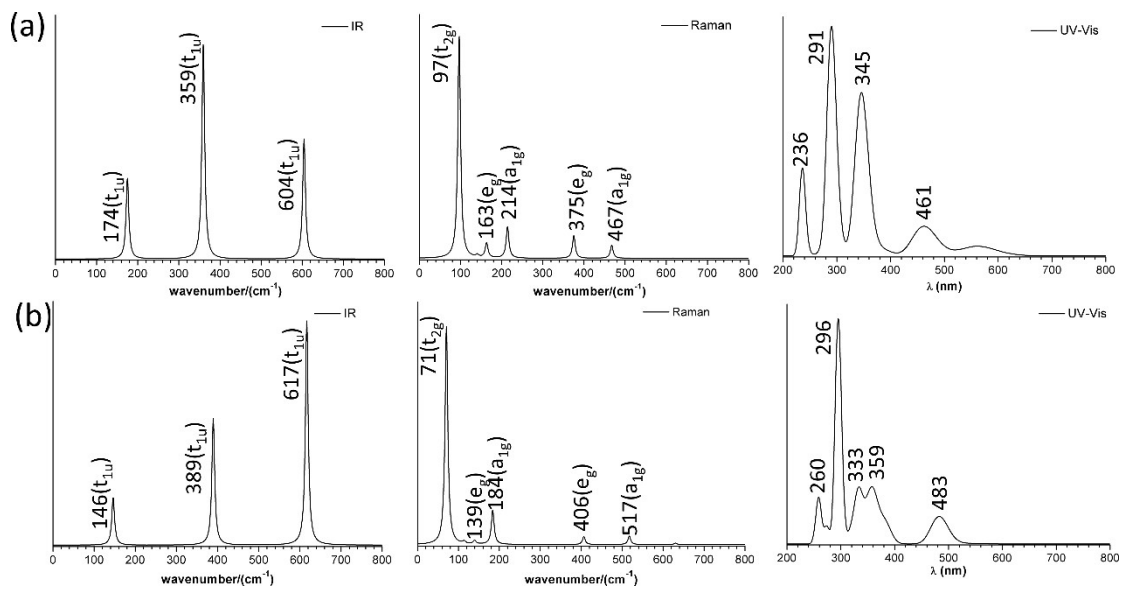 (a)
IR
174(t1u)
359(t1u)
604(t1u)
0 100 200 300 400 500 600 700 800
wavenumber/(cm-1)
Raman
97(t2g)
163(eg)
214(a1g)
375(eg)
467(a1g)
0 100 200 300 400 500 600 700 800
wavenumber/(cm-1)
UV-Vis
236
291
345
461
200 300 400 500 600 700 800
λ (nm)
(b)
IR
146(t1u)
389(t1u)
617(t1u)
0 100 200 300 400 500 600 700 800
wavenumber/(cm-1)
Raman
71(t2g)
139(eg)
184(a1g)
406(eg)
517(a1g)
0 100 200 300 400 500 600 700 800
wavenumber/(cm-1)
UV-Vis
260
296
333
359
483
200 300 400 500 600 700 800
λ (nm)